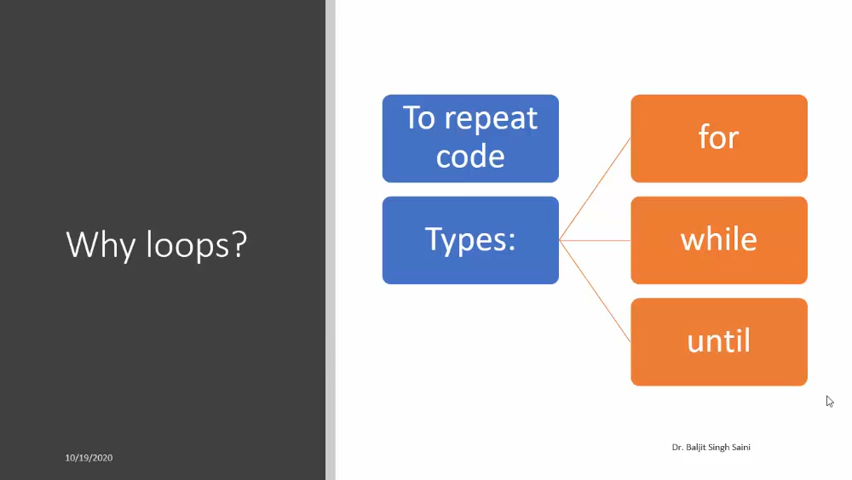 Why loops?
To repeat
code
Types:
for
while
until
10/19/2020
Dr. Baljit Singh Saini